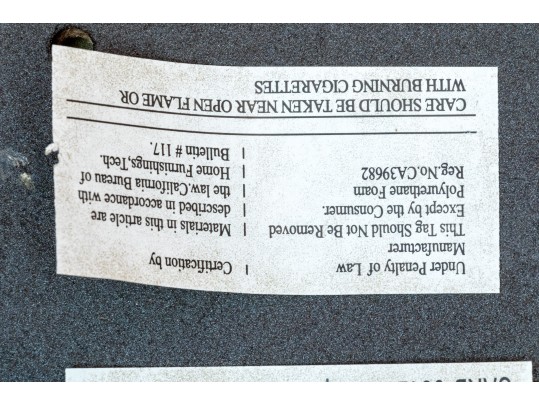 Under Penalty of Law | Certification by
Manufacturer
This Tag Should Not Be Removed | Materials in this article are
Except by the Consumer. | described in accordance with
Polyurethane Foam | the law.California Bureau of
Reg.No.CA39682 | Home Furnishings,Tech.
| Bulletin # 117.
CARE SHOULD BE TAKEN NEAR OPEN FLAME OR
WITH BURNING CIGARETTES